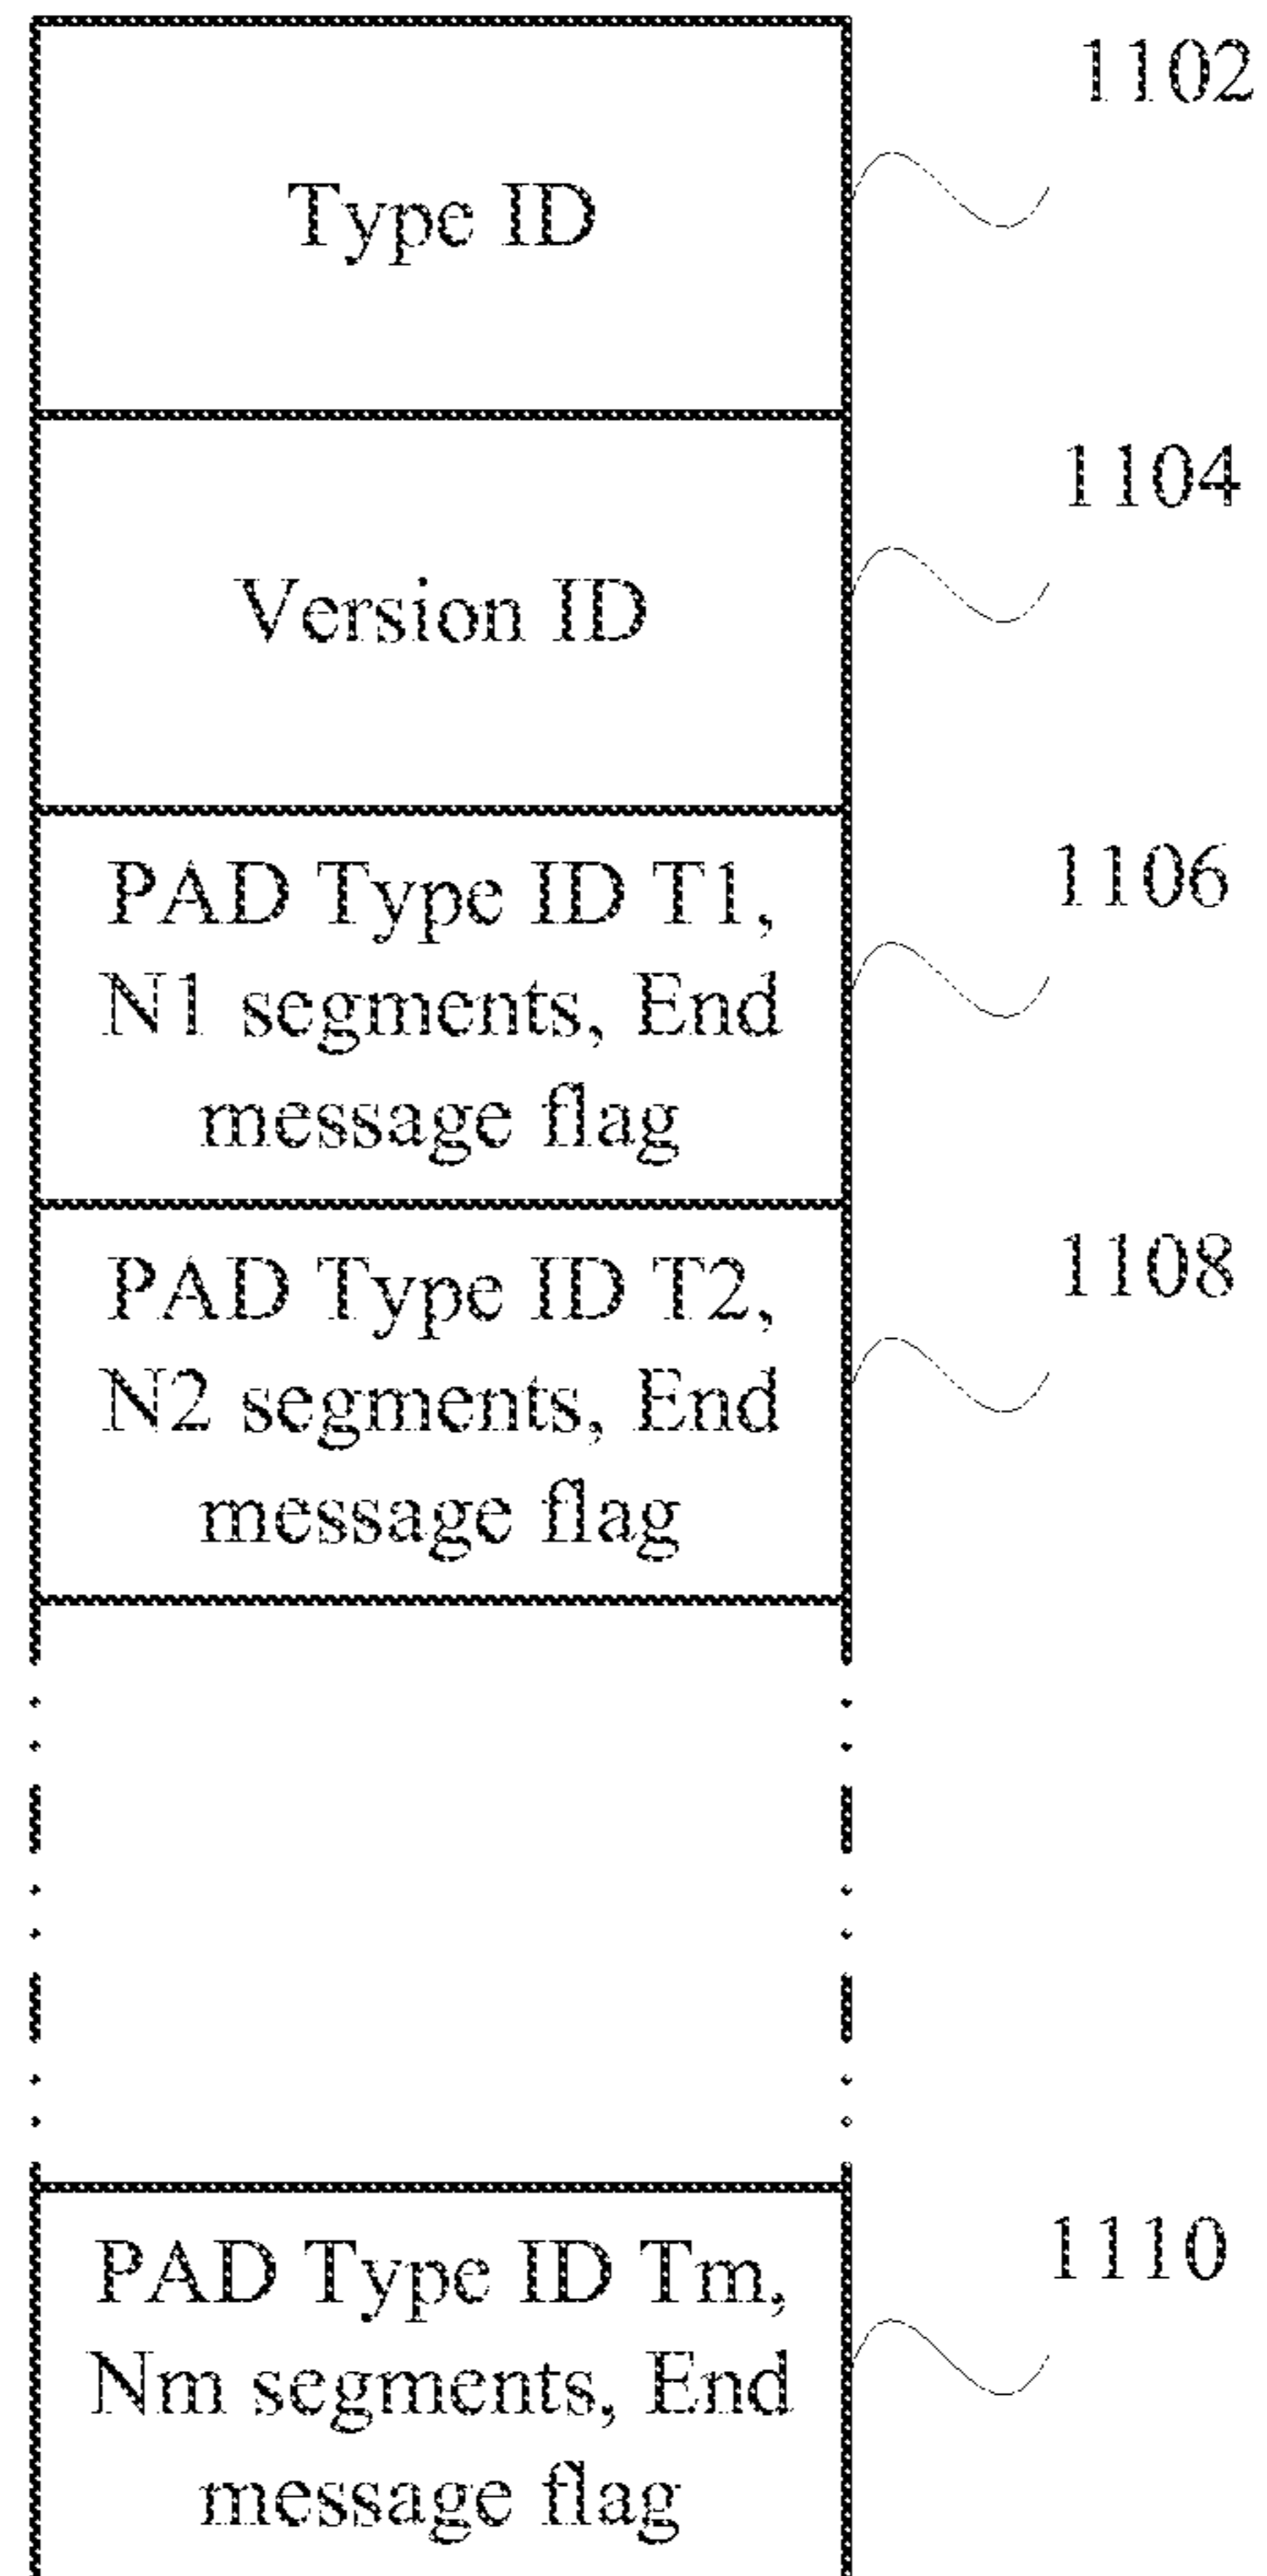 1102
Type ID
1104
Version ID
1106
PAD Type ID T1,
N1 segments, End
message flag
1108
PAD Type ID T2,
N2 segments, End
message flag
1110
PAD Type ID Tm,
Nm segments, End
message flag